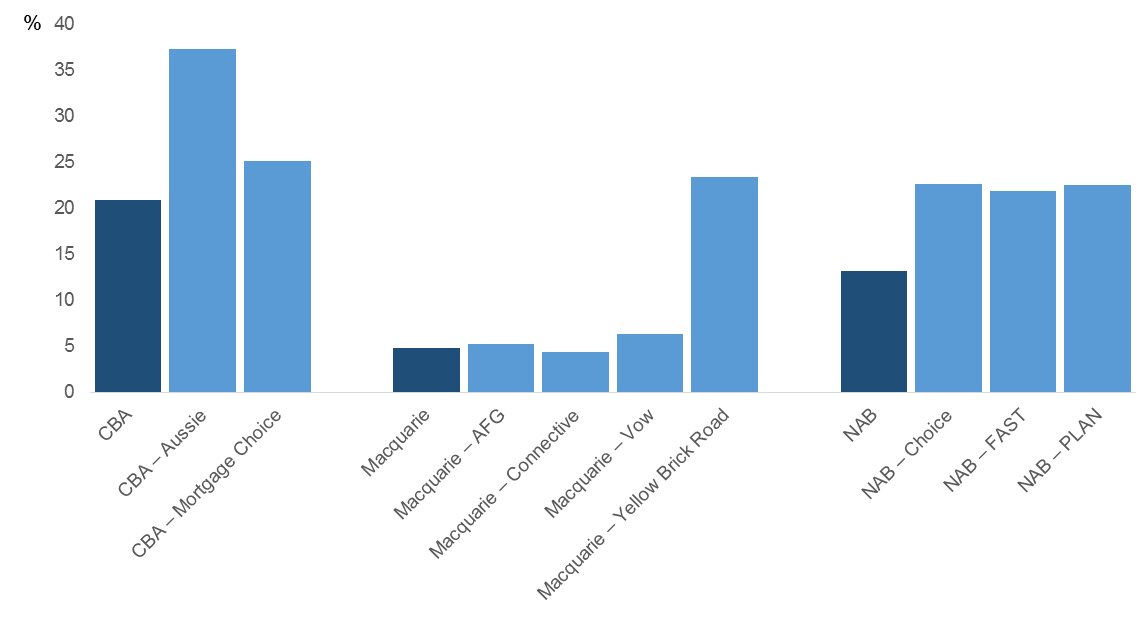 %
40
35
30
25
20
15
10
5
0
CBA
CBA – Aussie
CBA – Mortgage Choice
Macquarie
Macquarie – AFG
Macquarie – Connective
Macquarie – Vow
Macquarie – Yellow Brick Road
NAB
NAB – Choice
NAB – FAST
NAB – PLAN